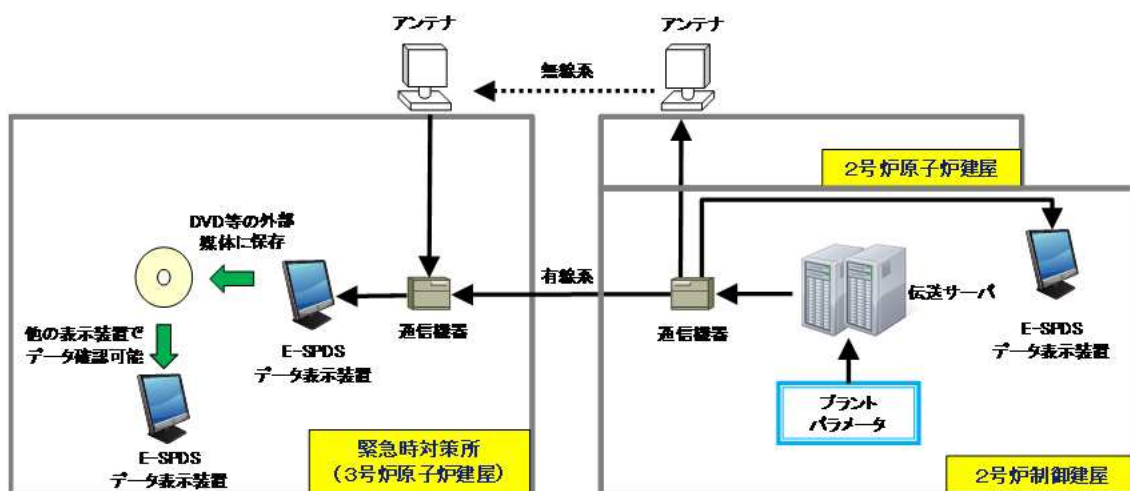 アンテナ
アンテナ
無線系
2号炉原子炉建屋
DVD等の外部
媒体に保存
有線系
伝送サーバ
通信機器
通信機器
他の表示装置で
データ確認可能
E-SPDS
データ表示装置
E-SPDS
データ表示装置
プラント
パラメータ
E-SPDS
データ表示装置
緊急時対策所
（3号炉原子炉建屋）
2号炉制御建屋